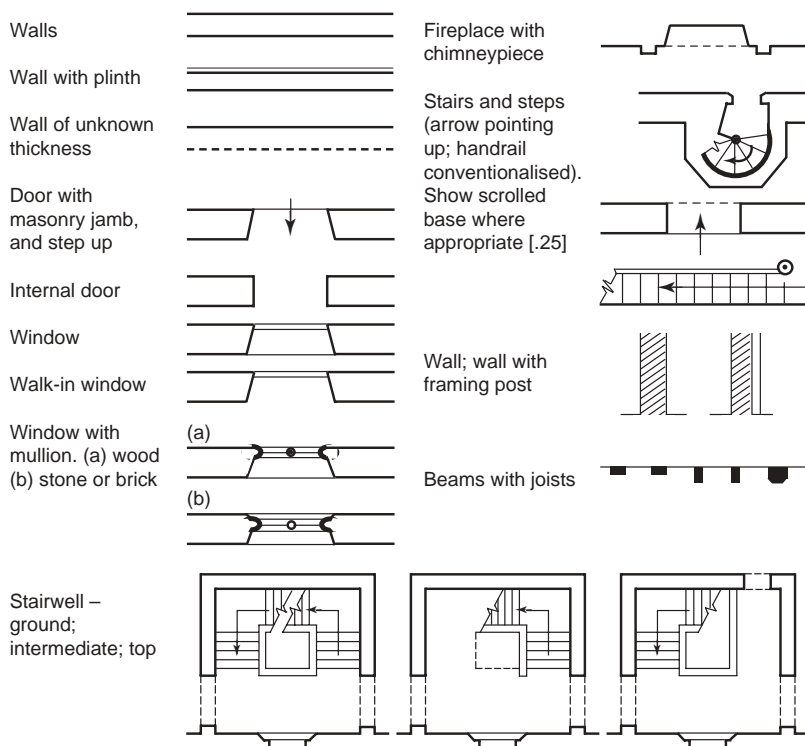 Walls
Wall with plinth
Wall of unknown
thickness
Door with
masonry jamb,
and step up
Internal door
Window
Walk-in window
Window with
mullion. (a) wood
(b) stone or brick
(a)
(b)
Fireplace with
chimneypiece
Stairs and steps
(arrow pointing
up; handrail
conventionalised).
Show scrolled
base where
appropriate [.25]
Wall; wall with
framing post
Beams with joists
Stairwell –
ground;
intermediate; top